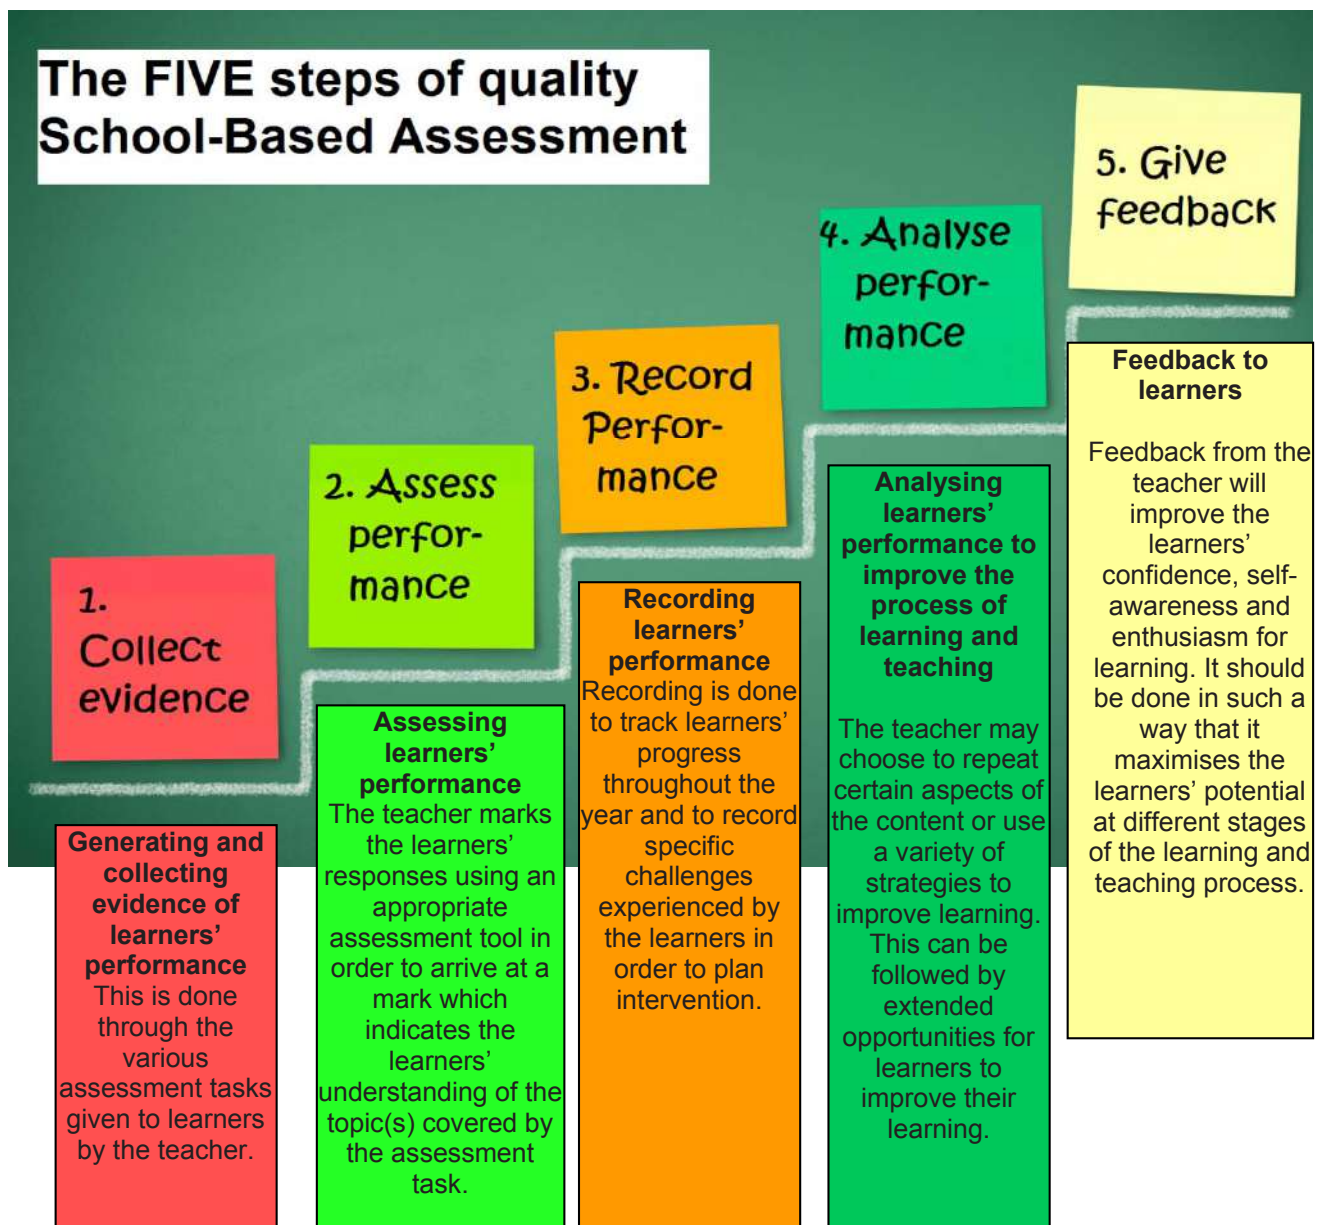 The FIVE steps of quality
School-Based Assessment
1.
Collect
evidence
2. Assess
perfor-
mance
3. Record
Perfor-
mance
4. Analyse
perfor-
mance
5. Give
feedback
Generating and
collecting
evidence of
learners’
performance
This is done
through the
various
assessment tasks
given to learners
by the teacher.
Assessing
learners’
performance
The teacher marks
the learners’
responses using an
appropriate
assessment tool in
order to arrive at a
mark which
indicates the
learners’
understanding of the
topic(s) covered by
the assessment
task.
Recording
learners’
performance
Recording is done
to track learners’
progress
throughout the
year and to record
specific
challenges
experienced by
the learners in
order to plan
intervention.
Analysing
learners’
performance to
improve the
process of
learning and
teaching
The teacher may
choose to repeat
certain aspects of
the content or use
a variety of
strategies to
improve learning.
This can be
followed by
extended
opportunities for
learners to
improve their
learning.
Feedback to
learners
Feedback from the
teacher will
improve the
learners’
confidence, self-
awareness and
enthusiasm for
learning. It should
be done in such a
way that it
maximises the
learners’ potential
at different stages
of the learning and
teaching process.